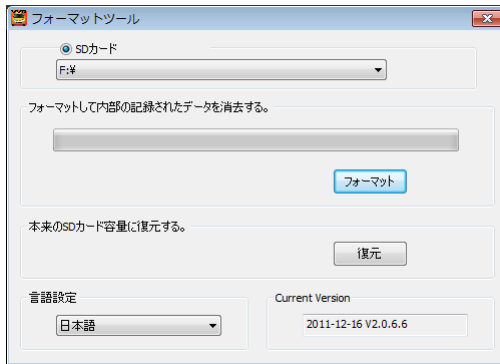 フォーマットツール
SDカード
F:¥
フォーマットして内部の記録されたデータを消去する。
フォーマット
本来のSDカード容量に復元する。
復元
言語設定
日本語
Current Version
2011-12-16 V2.0.6.6